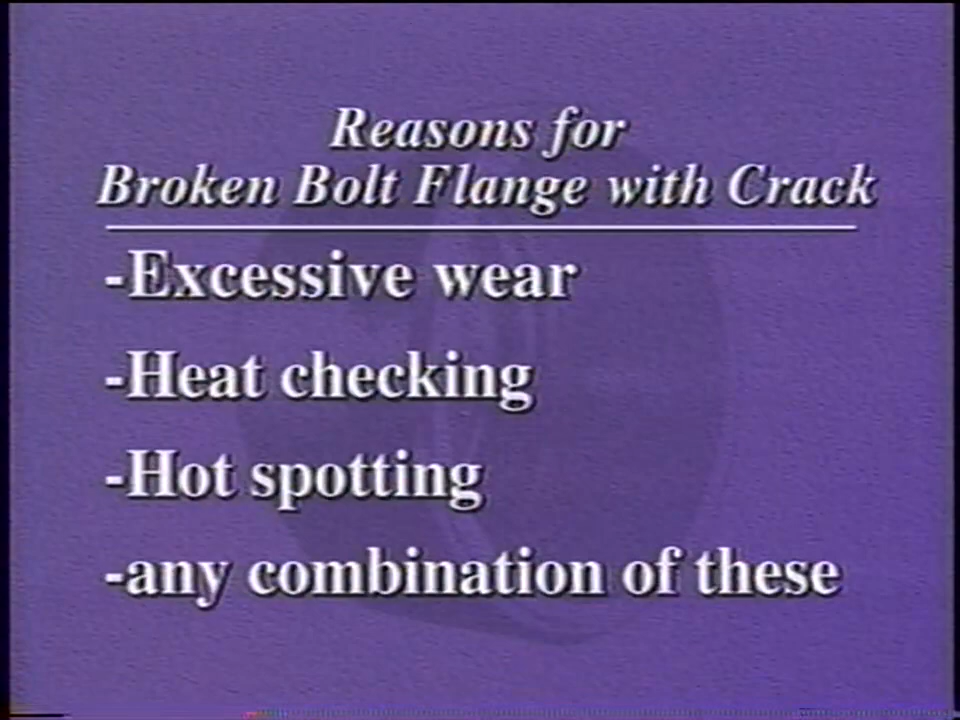 Reasons for
Broken Bolt Flange with Crack
-Excessive wear
-Heat checking
-Hot spotting
-any combination of these